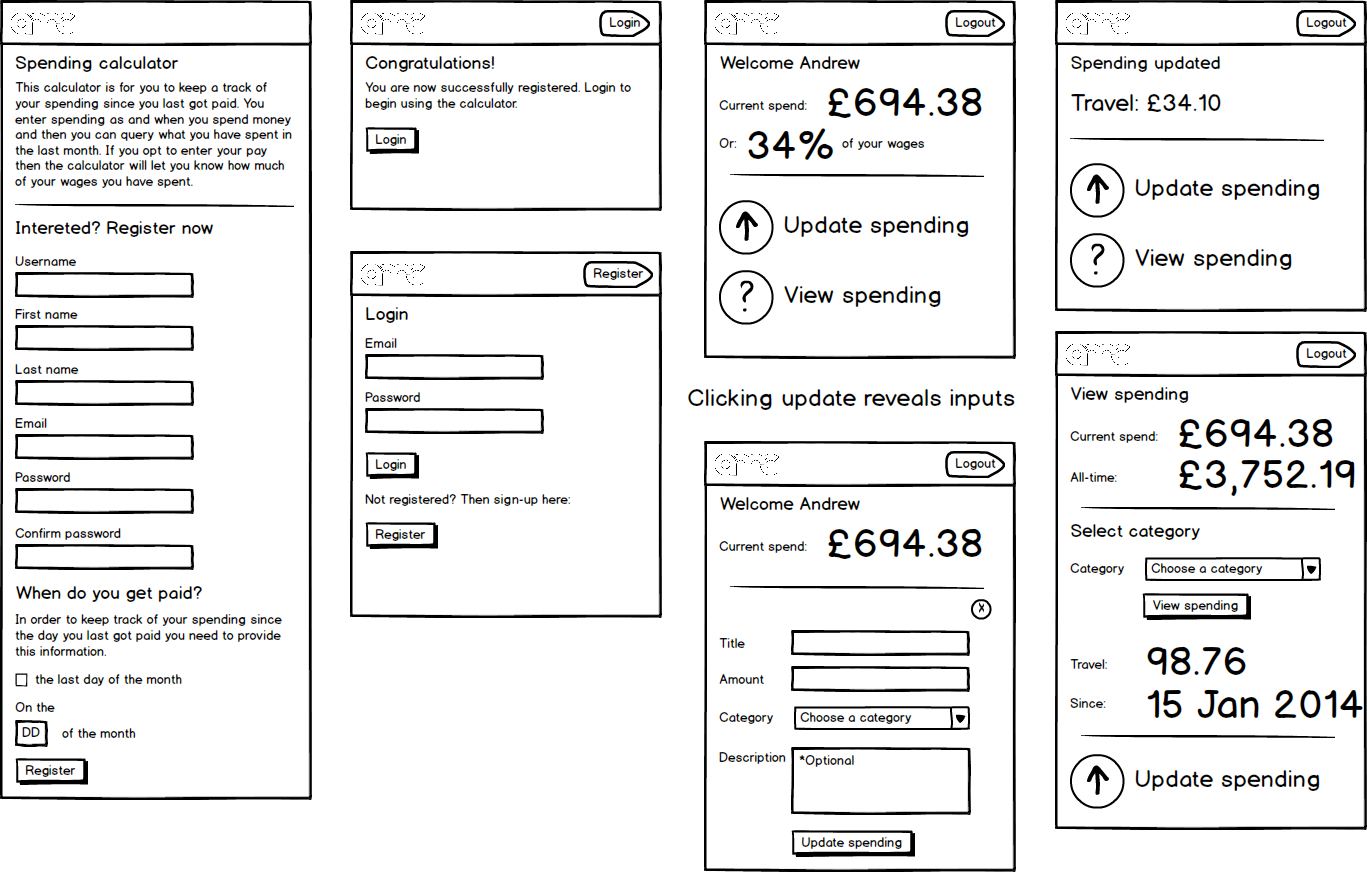 Spending calculator
This calculator is for you to keep a track of
your spending since you last got paid. You
enter spending as and when you spend money
and then you can query what you have spent in
the last month. If you opt to enter your pay
then the calculator will let you know how much
of your wages you have spent.
Intereted? Register now
Username
First name
Last name
Email
Password
Confirm password
When do you get paid?
In order to keep track of your spending since
the day you last got paid you need to provide
this information.
the last day of the month
On the
DD of the month
Register
Login
Congratulations!
You are now successfully registered. Login to
begin using the calculator.
Login
Register
Login
Email
Password
Login
Not registered? Then sign-up here:
Register
Logout
Welcome Andrew
Current spend: £694.38
Or: 34% of your wages
Update spending
? View spending
Clicking update reveals inputs
Logout
Welcome Andrew
Current spend: £694.38
X
Title
Amount
Category Choose a category
Description *Optional
Update spending
Logout
Spending updated
Travel: £34.10
Update spending
? View spending
Logout
View spending
Current spend: £694.38
All-time: £3,752.19
Select category
Category Choose a category
View spending
Travel: 98.76
Since: 15 Jan 2014
Update spending